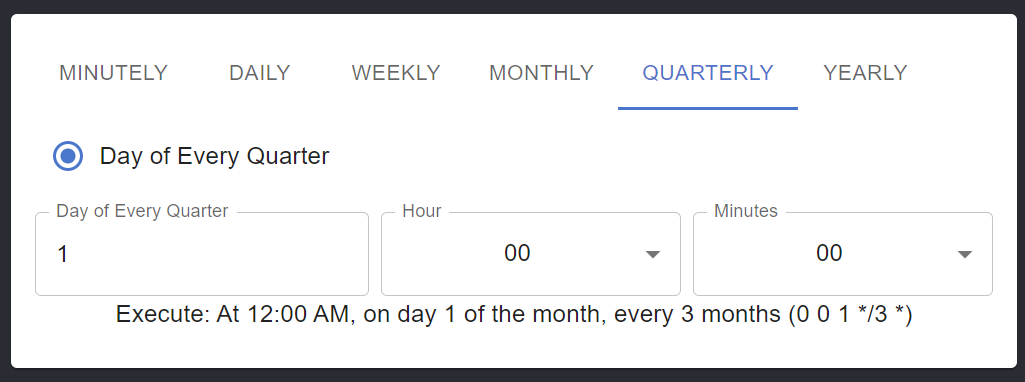 MINUTELY DAILY WEEKLY MONTHLY QUARTERLY YEARLY
Day of Every Quarter
Day of Every Quarter Hour Minutes
1 00 00
Execute: At 12:00 AM, on day 1 of the month, every 3 months (0 0 1 */3 *)